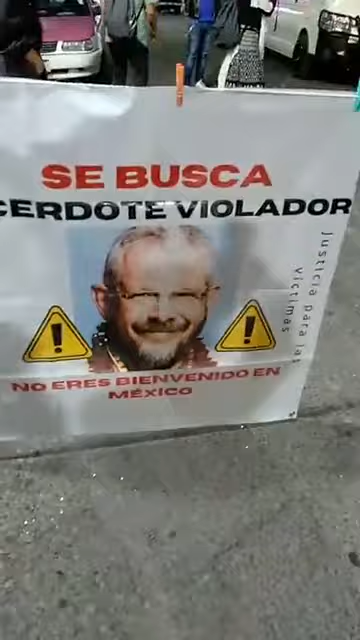 SE BUSCA
CERDOTE VIOLADOR
NO ERES BIENVENIDO EN
MÉXICO
Justicia para las
víctimas